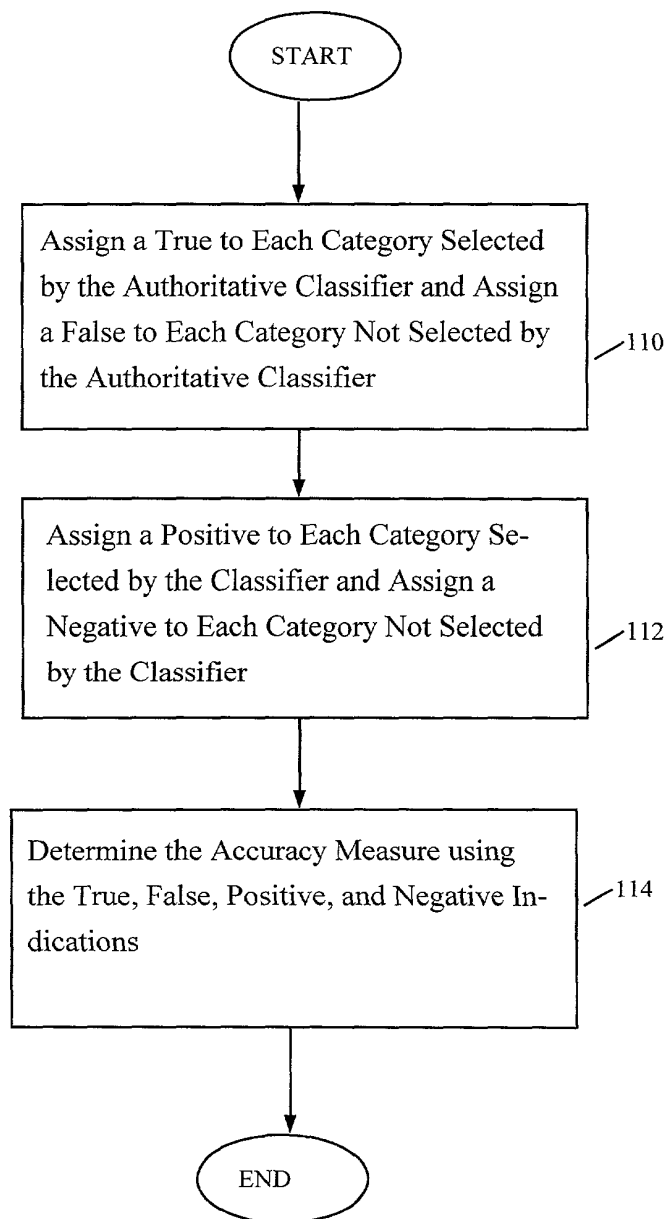 START
Assign a True to Each Category Selected
by the Authoritative Classifier and Assign
a False to Each Category Not Selected by
the Authoritative Classifier
110
Assign a Positive to Each Category Se-
lected by the Classifier and Assign a
Negative to Each Category Not Selected
by the Classifier
112
Determine the Accuracy Measure using
the True, False, Positive, and Negative In-
dications
114
END